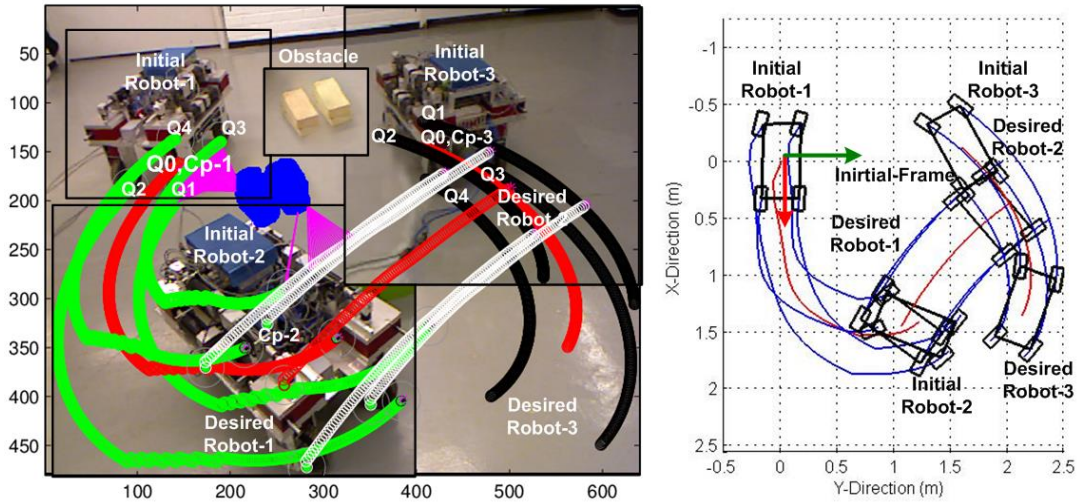 50
100
150
200
250
300
350
400
450
100
200
300
400
500
600
Initial
Robot-1
Obstacle
Initial
Robot-3
Q4
Q3
Q0,Cp-1
Q2
Q1
Q1
Q2
Q0,Cp-3
Q3
Q4
Desired
Robot
Initial
Robot-2
Cp-2
Desired
Robot-1
Desired
Robot-3
-1
-0.5
0
0.5
1
1.5
2
2.5
X-Direction (m)
Initial
Robot-1
Initial
Robot-3
Desired
Robot-2
Inirtial-Frame
Desired
Robot-1
Initial
Robot-2
Desired
Robot-3
-0.5
0
0.5
1
1.5
2
2.5
Y-Direction (m)